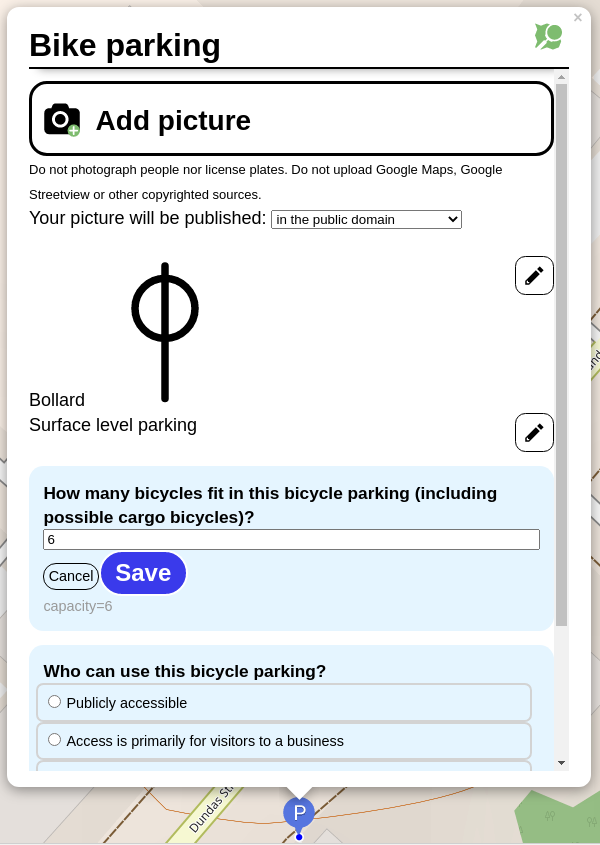 ×
Bike parking
Add picture
Do not photograph people nor license plates. Do not upload Google Maps, Google
Streetview or other copyrighted sources.
Your picture will be published: in the public domain
Bollard
Surface level parking
How many bicycles fit in this bicycle parking (including
possible cargo bicycles)?
6
Cancel Save
capacity=6
Who can use this bicycle parking?
Publicly accessible
Access is primarily for visitors to a business
P